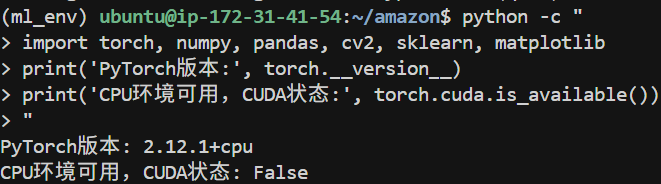 (ml_env) ubuntu@ip-172-31-41-54:~/amazon$ python -c "
> import torch, numpy, pandas, cv2, sklearn, matplotlib
> print('PyTorch版本:', torch.__version__)
> print('CPU环境可用，CUDA状态:', torch.cuda.is_available())
> "
PyTorch版本: 2.12.1+cpu
CPU环境可用，CUDA状态: False